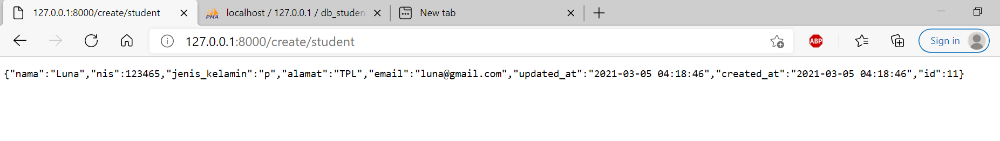 127.0.0.1:8000/create/student
PMA localhost / 127.0.0.1 / db_studen
New tab
127.0.0.1:8000/create/student
ABP
Sign in
{"nama":"Luna","nis":123465,"jenis_kelamin":"p","alamat":"TPL","email":"luna@gmail.com","updated_at":"2021-03-05 04:18:46","created_at":"2021-03-05 04:18:46","id":11}